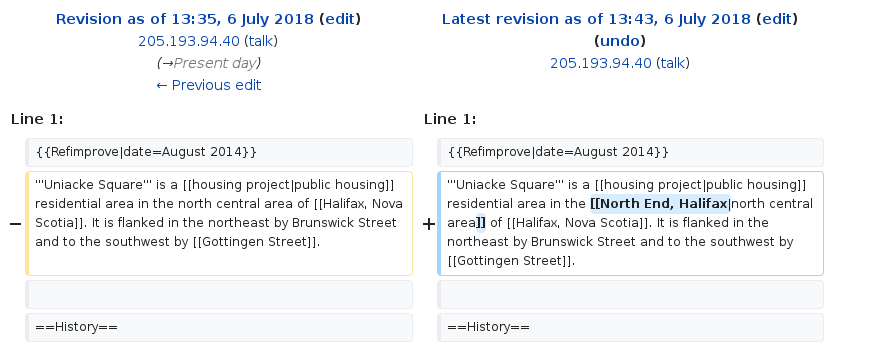 Revision as of 13:35, 6 July 2018 (edit)
205.193.94.40 (talk)
(→Present day)
← Previous edit
Latest revision as of 13:43, 6 July 2018 (edit)
(undo)
205.193.94.40 (talk)
Line 1:
Line 1:
{{Refimprove|date=August 2014}}
{{Refimprove|date=August 2014}}
−
'''Uniacke Square''' is a [[housing project|public housing]]
residential area in the north central area of [[Halifax, Nova
Scotia]]. It is flanked in the northeast by Brunswick Street
and to the southwest by [[Gottingen Street]].
+
'''Uniacke Square''' is a [[housing project|public housing]]
residential area in the [[North End, Halifax|north central
area]] of [[Halifax, Nova Scotia]]. It is flanked in the
northeast by Brunswick Street and to the southwest by
[[Gottingen Street]].
==History==
==History==